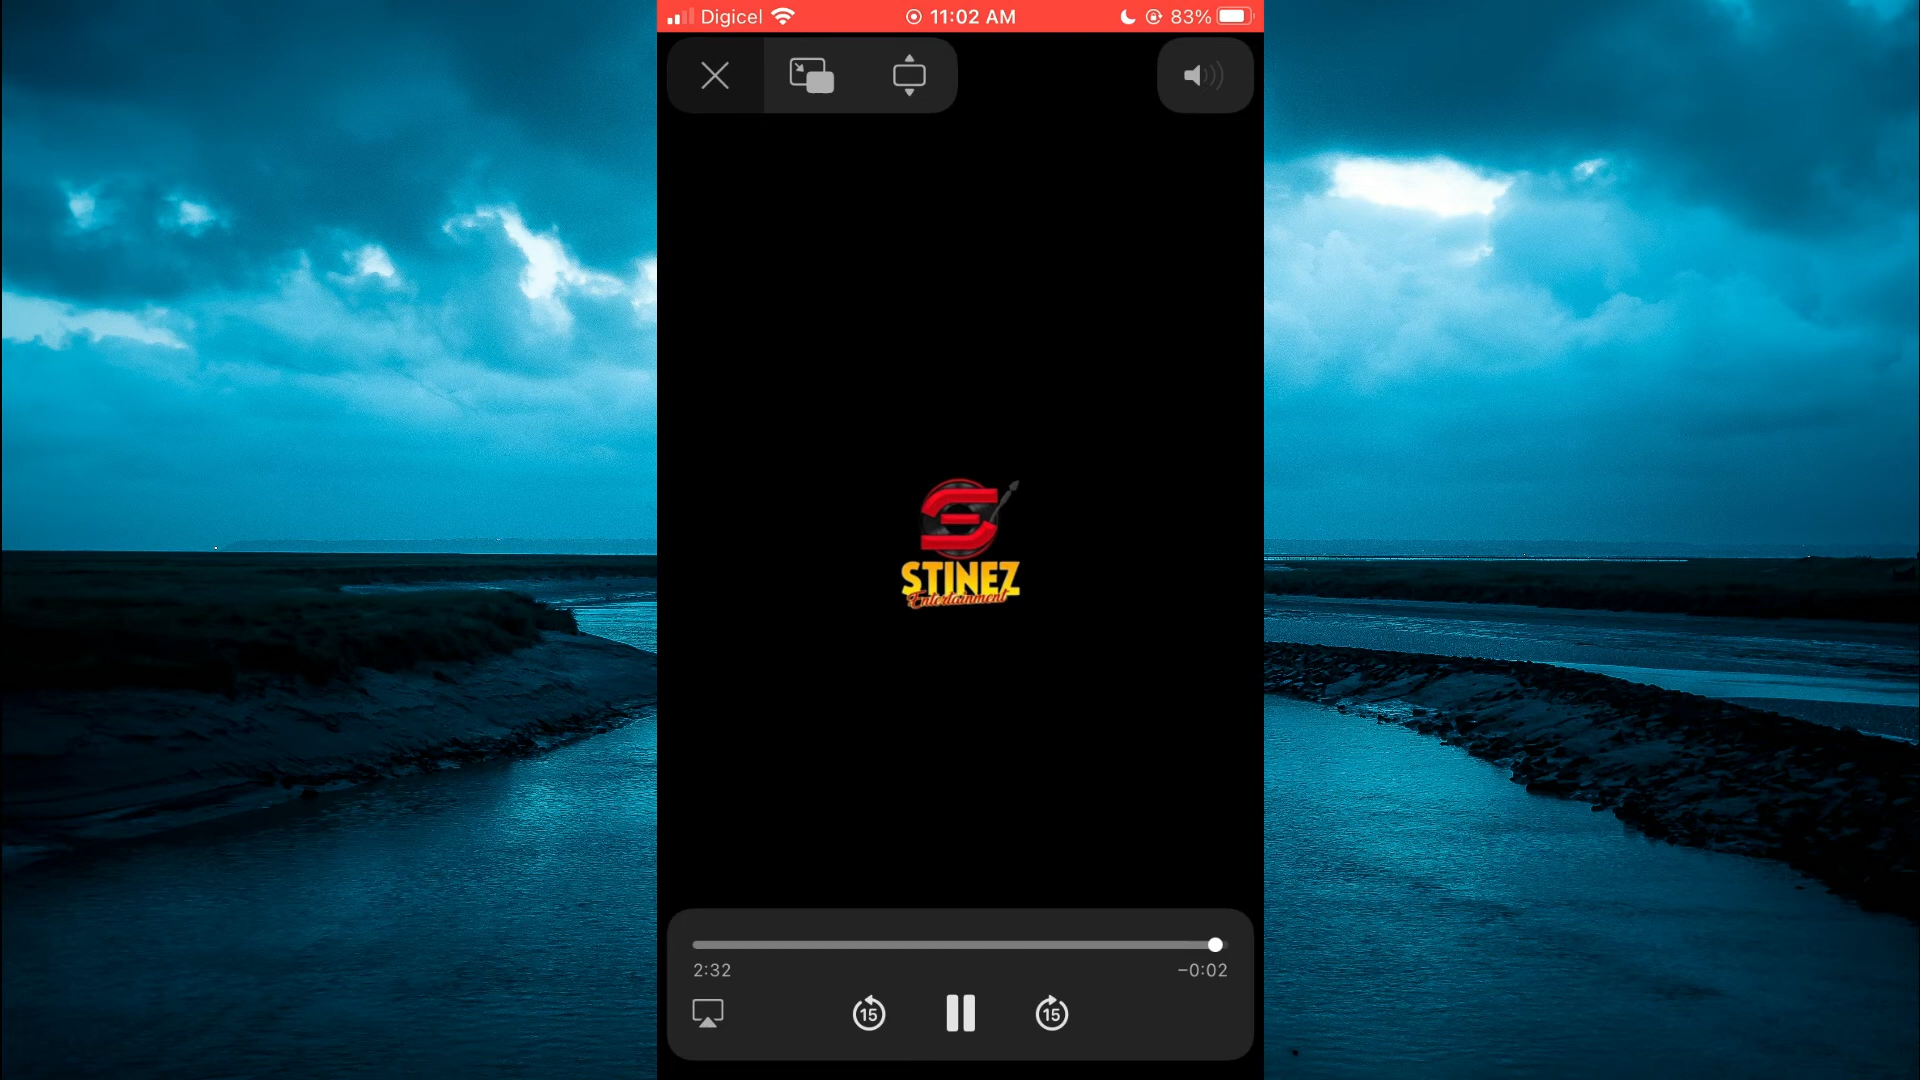 Digicel 11:02 AM 83%
STINEZ
Entertainment
2:32 −0:02
15 15